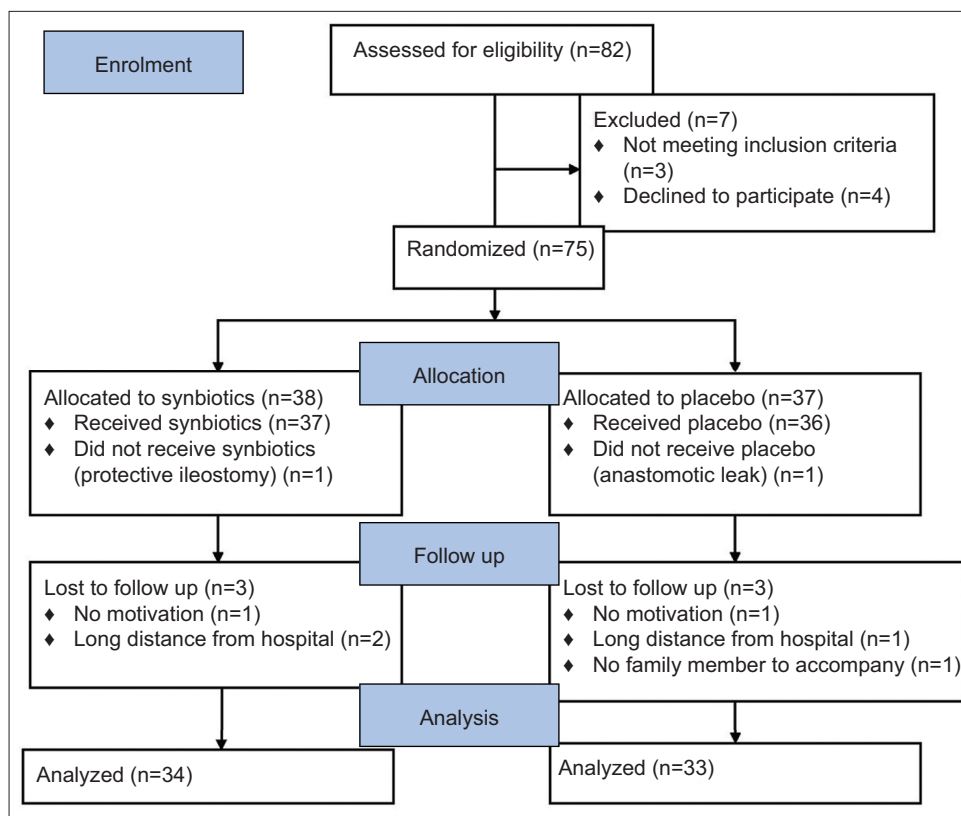 Enrolment
Assessed for eligibility (n=82)
Excluded (n=7)
♦ Not meeting inclusion criteria
(n=3)
♦ Declined to participate (n=4)
Randomized (n=75)
Allocation
Allocated to synbiotics (n=38)
♦ Received synbiotics (n=37)
♦ Did not receive synbiotics
(protective ileostomy) (n=1)
Allocated to placebo (n=37)
♦ Received placebo (n=36)
♦ Did not receive placebo
(anastomotic leak) (n=1)
Follow up
Lost to follow up (n=3)
♦ No motivation (n=1)
♦ Long distance from hospital (n=2)
Lost to follow up (n=3)
♦ No motivation (n=1)
♦ Long distance from hospital (n=1)
♦ No family member to accompany (n=1)
Analysis
Analyzed (n=34)
Analyzed (n=33)